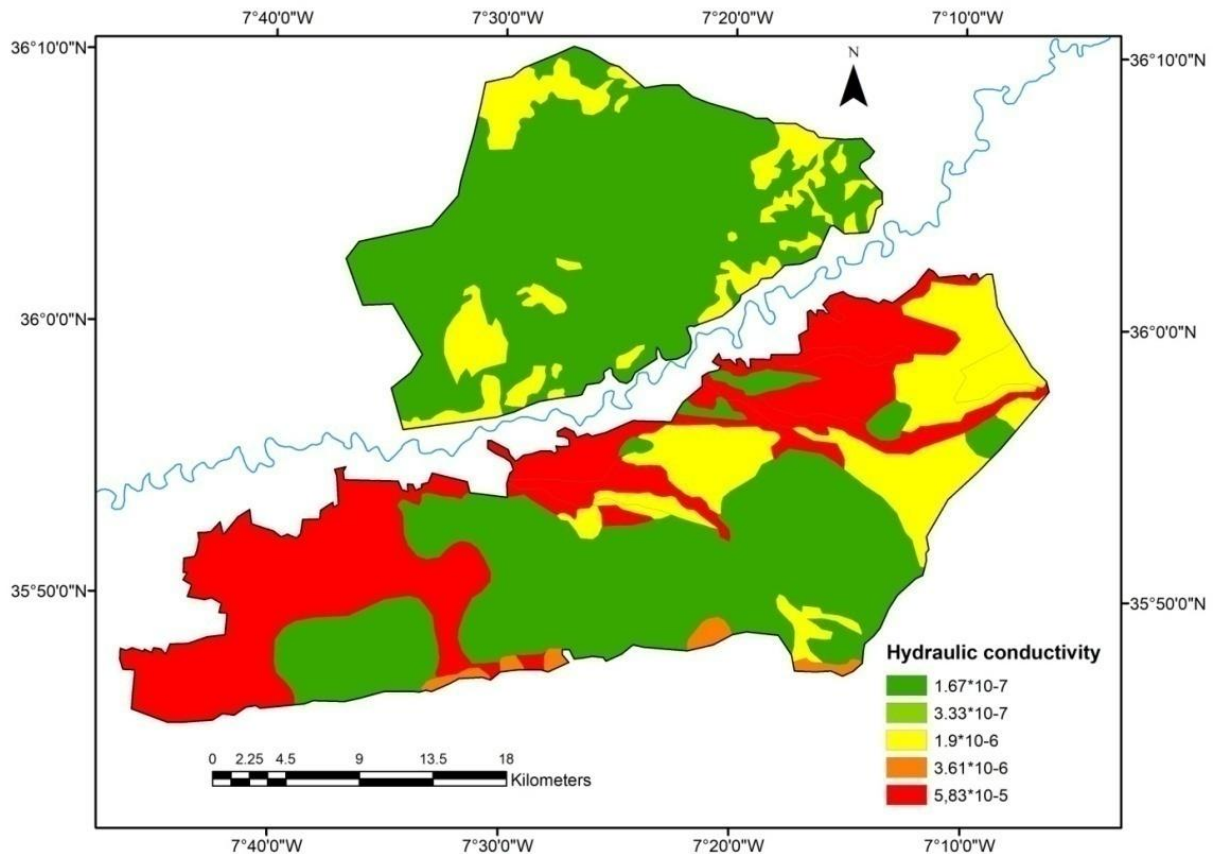 7°40'0"W 7°30'0"W 7°20'0"W 7°10'0"W
36°10'0"N 36°10'0"N
N
36°0'0"N 36°0'0"N
35°50'0"N 35°50'0"N
Hydraulic conductivity
1.67*10-7
3.33*10-7
1.9*10-6
3.61*10-6
5,83*10-5
0 2.25 4.5 9 13.5 18
Kilometers
7°40'0"W 7°30'0"W 7°20'0"W 7°10'0"W